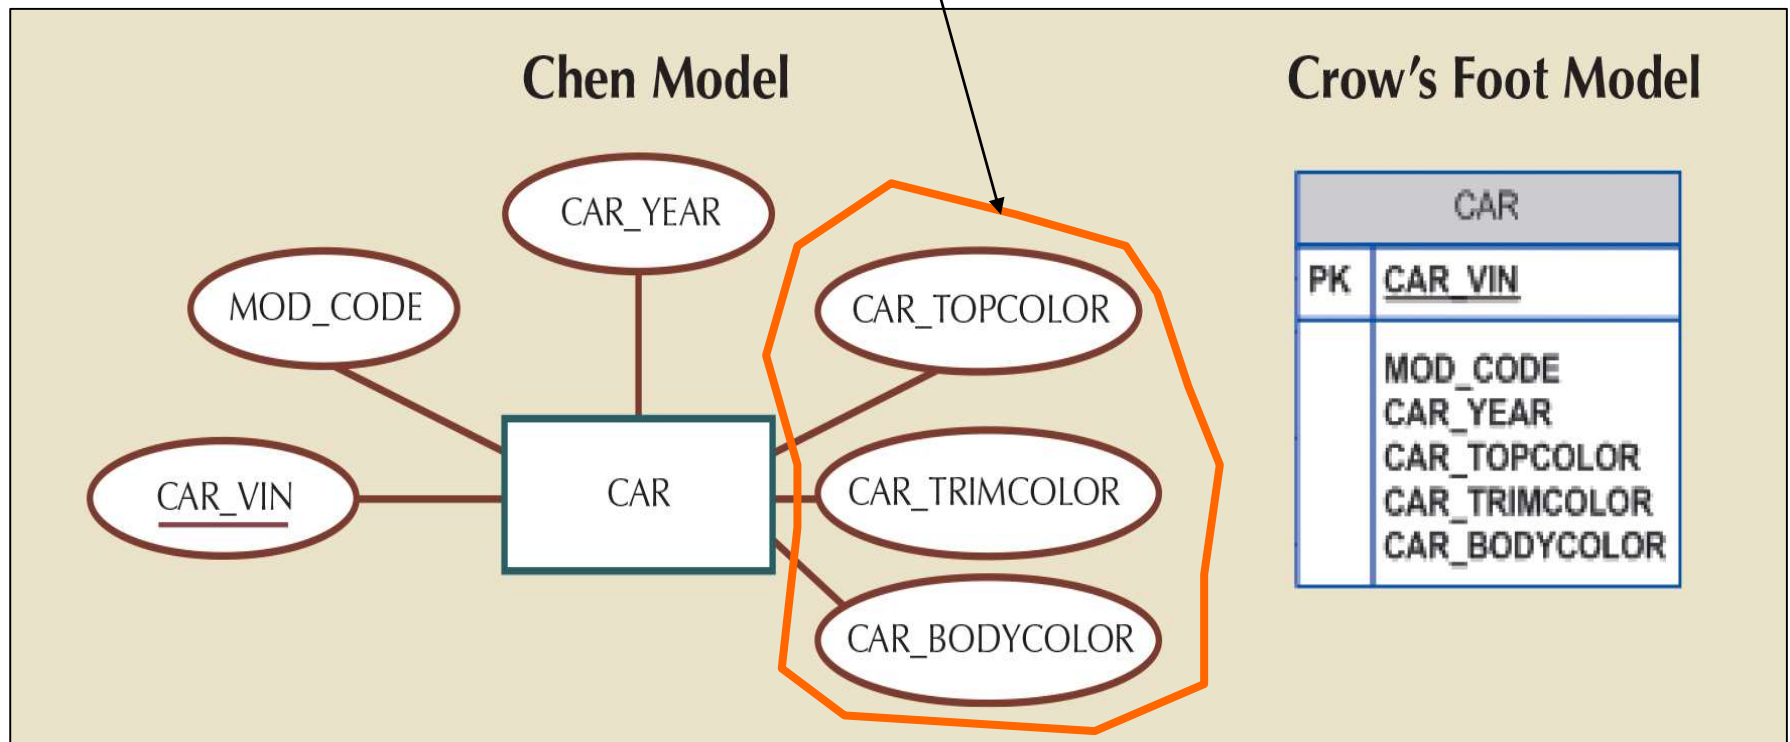 Chen Model
CAR_YEAR
MOD_CODE
CAR_TOPCOLOR
CAR_VIN
CAR
CAR_TRIMCOLOR
CAR_BODYCOLOR
Crow's Foot Model
CAR
PK CAR_VIN
MOD_CODE
CAR_YEAR
CAR_TOPCOLOR
CAR_TRIMCOLOR
CAR_BODYCOLOR